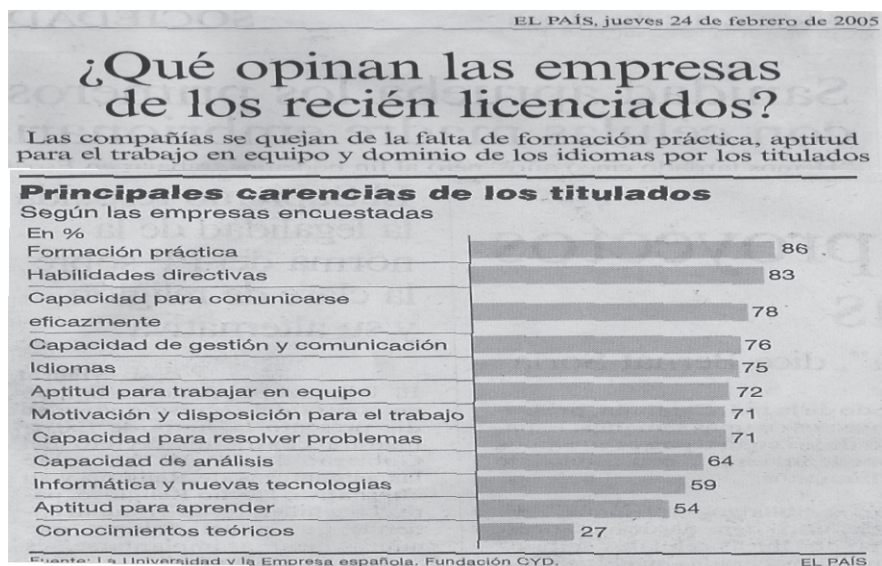 EL PAÍS, jueves 24 de febrero de 2005
¿Qué opinan las empresas
de los recién licenciados?
Las compañías se quejan de la falta de formación práctica, aptitud
para el trabajo en equipo y dominio de los idiomas por los titulados
Principales carencias de los titulados
Según las empresas encuestadas
En %
Formación práctica 86
Habilidades directivas 83
Capacidad para comunicarse
eficazmente 78
Capacidad de gestión y comunicación 76
Idiomas 75
Aptitud para trabajar en equipo 72
Motivación y disposición para el trabajo 71
Capacidad para resolver problemas 71
Capacidad de análisis 64
Informática y nuevas tecnologias 59
Aptitud para aprender 54
Conocimientos teóricos 27
Fuente: La Universidad y la Empresa española. Fundación CYD. EL PAÍS